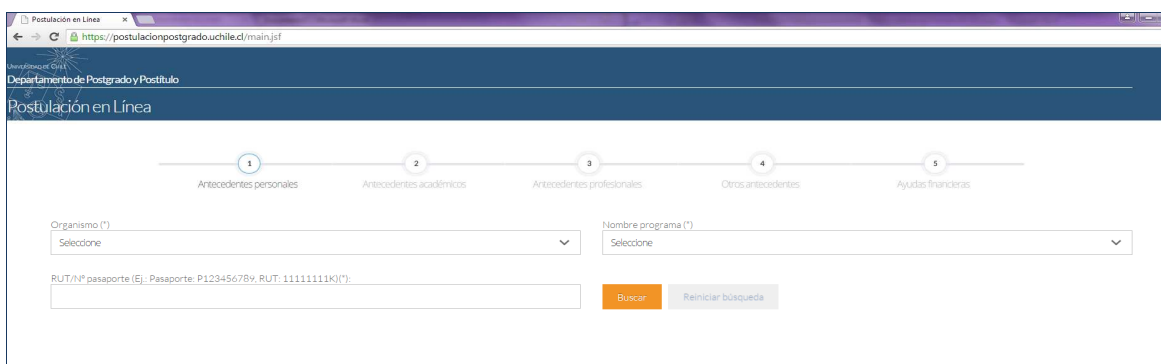 Postulación en Línea
https://postulacionpostgrado.uchile.cl/main.jsf
UNIVERSIDAD DE CHILE
Departamento de Postgrado y Postítulo
Postulación en Línea
1 2 3 4 5
Antecedentes personales Antecedentes académicos Antecedentes profesionales Otros antecedentes Ayudas financieras
Organismo (*) Nombre programa (*)
Seleccione Seleccione
RUT/Nº pasaporte (Ej.: Pasaporte: P123456789, RUT: 11111111K)(*):
Buscar Reiniciar búsqueda